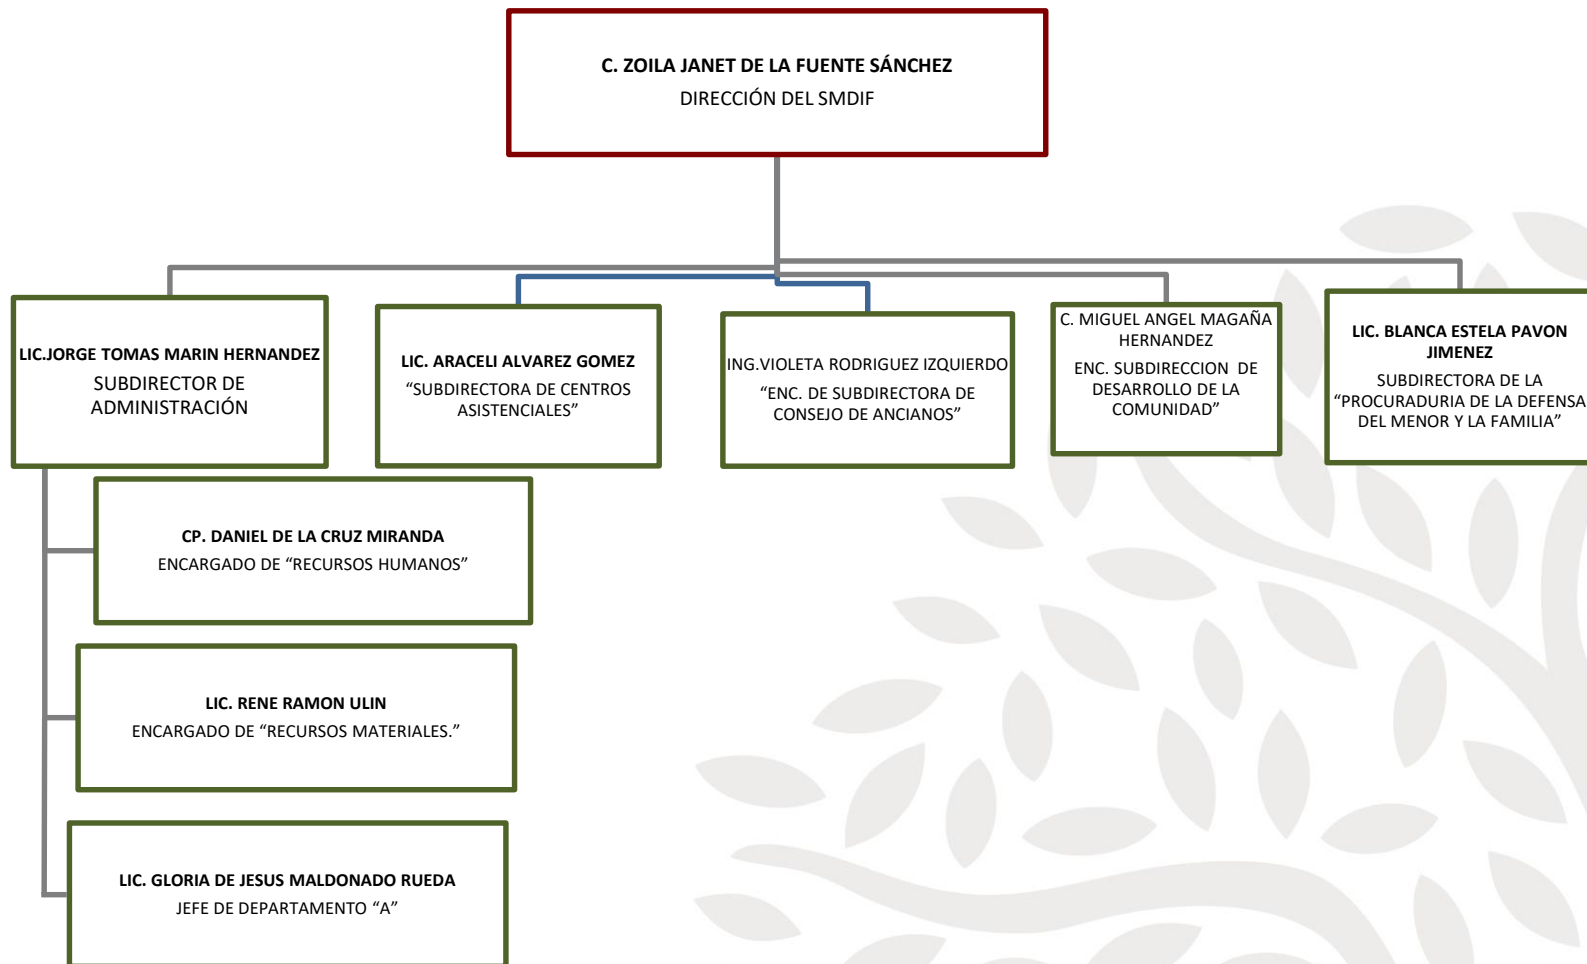 C. ZOILA JANET DE LA FUENTE SÁNCHEZ
DIRECCIÓN DEL SMDIF
LIC.JORGE TOMAS MARIN HERNANDEZ
SUBDIRECTOR DE
ADMINISTRACIÓN
LIC. ARACELI ALVAREZ GOMEZ
“SUBDIRECTORA DE CENTROS
ASISTENCIALES”
ING.VIOLETA RODRIGUEZ IZQUIERDO
“ENC. DE SUBDIRECTORA DE
CONSEJO DE ANCIANOS”
C. MIGUEL ANGEL MAGAÑA
HERNANDEZ
ENC. SUBDIRECCION DE
DESARROLLO DE LA
COMUNIDAD”
LIC. BLANCA ESTELA PAVON
JIMENEZ
SUBDIRECTORA DE LA
“PROCURADURIA DE LA DEFENSA
DEL MENOR Y LA FAMILIA”
CP. DANIEL DE LA CRUZ MIRANDA
ENCARGADO DE “RECURSOS HUMANOS”
LIC. RENE RAMON ULIN
ENCARGADO DE “RECURSOS MATERIALES.”
LIC. GLORIA DE JESUS MALDONADO RUEDA
JEFE DE DEPARTAMENTO “A”